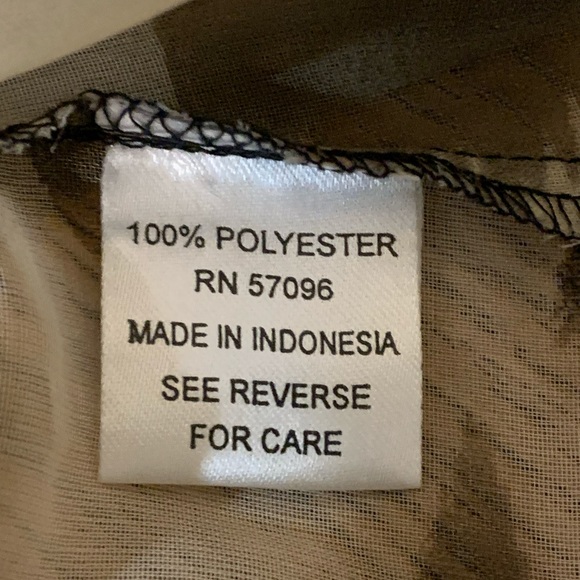 100% POLYESTER
RN 57096
MADE IN INDONESIA
SEE REVERSE
FOR CARE